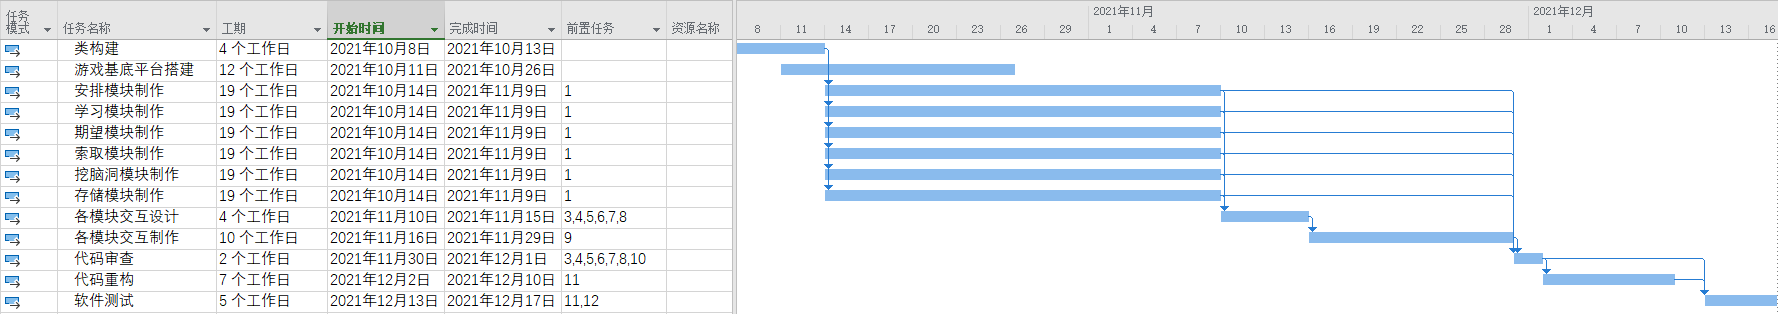 任务模式 任务名称 工期 开始时间 完成时间 前置任务 资源名称
2021年11月 2021年12月
8 11 14 17 20 23 26 29 1 4 7 10 13 16 19 22 25 28 1 4 7 10 13 16
类构建 4 个工作日 2021年10月8日 2021年10月13日
游戏基底平台搭建 12 个工作日 2021年10月11日 2021年10月26日
安排模块制作 19 个工作日 2021年10月14日 2021年11月9日 1
学习模块制作 19 个工作日 2021年10月14日 2021年11月9日 1
期望模块制作 19 个工作日 2021年10月14日 2021年11月9日 1
索取模块制作 19 个工作日 2021年10月14日 2021年11月9日 1
挖脑洞模块制作 19 个工作日 2021年10月14日 2021年11月9日 1
存储模块制作 19 个工作日 2021年10月14日 2021年11月9日 1
各模块交互设计 4 个工作日 2021年11月10日 2021年11月15日 3,4,5,6,7,8
各模块交互制作 10 个工作日 2021年11月16日 2021年11月29日 9
代码审查 2 个工作日 2021年11月30日 2021年12月1日 3,4,5,6,7,8,10
代码重构 7 个工作日 2021年12月2日 2021年12月10日 11
软件测试 5 个工作日 2021年12月13日 2021年12月17日 11,12